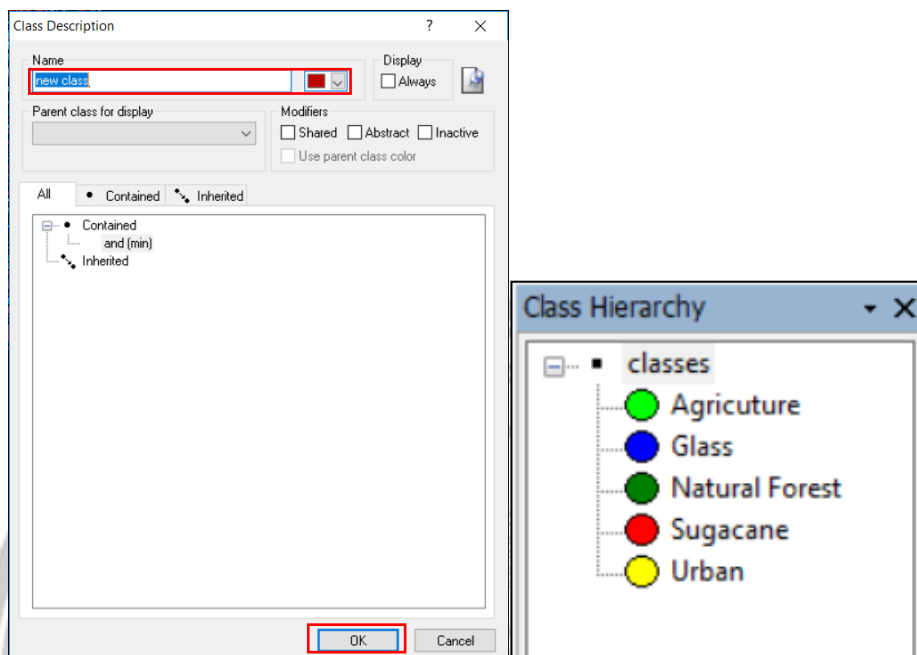 Class Description ? ×
Name
new class
Display
Always
Parent class for display
Modifiers
Shared Abstract Inactive
Use parent class color
All Contained Inherited
Contained
and (min)
Inherited
OK Cancel
Class Hierarchy
classes
Agricuture
Glass
Natural Forest
Sugacane
Urban